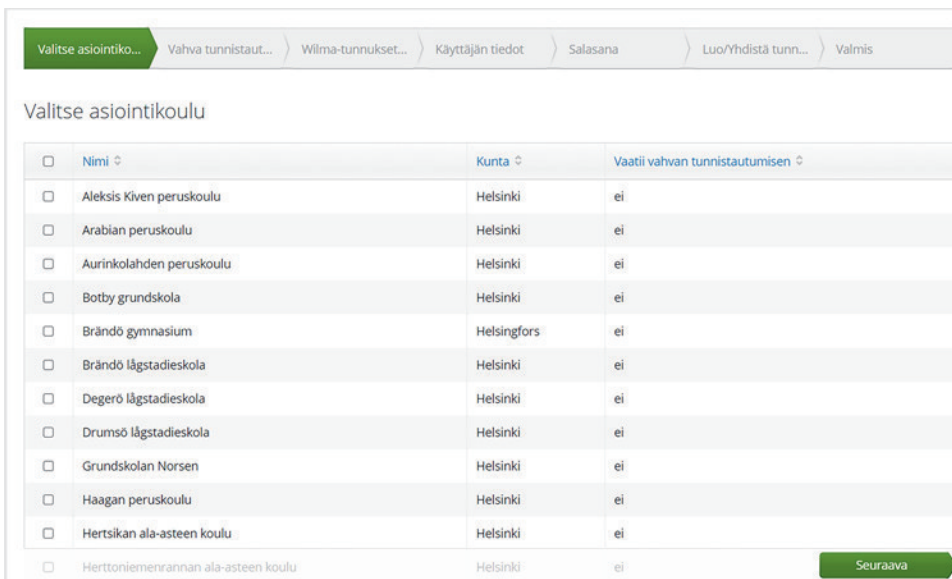 Valitse asiointiko... Vahva tunnistaut... Wilma-tunnukset... Käyttäjän tiedot Salasana Luo/Yhdistä tunn... Valmis
Valitse asiointikoulu
Nimi Kunta Vaatii vahvan tunnistautumisen
Aleksis Kiven peruskoulu Helsinki ei
Arabian peruskoulu Helsinki ei
Aurinkolahden peruskoulu Helsinki ei
Botby grundskola Helsinki ei
Brändö gymnasium Helsingfors ei
Brändö lågstadieskola Helsinki ei
Degerö lågstadieskola Helsinki ei
Drumsö lågstadieskola Helsinki ei
Grundskolan Norsen Helsinki ei
Haagan peruskoulu Helsinki ei
Hertsikan ala-asteen koulu Helsinki ei
Herttoniemenrannan ala-asteen koulu Helsinki ei
Seuraava